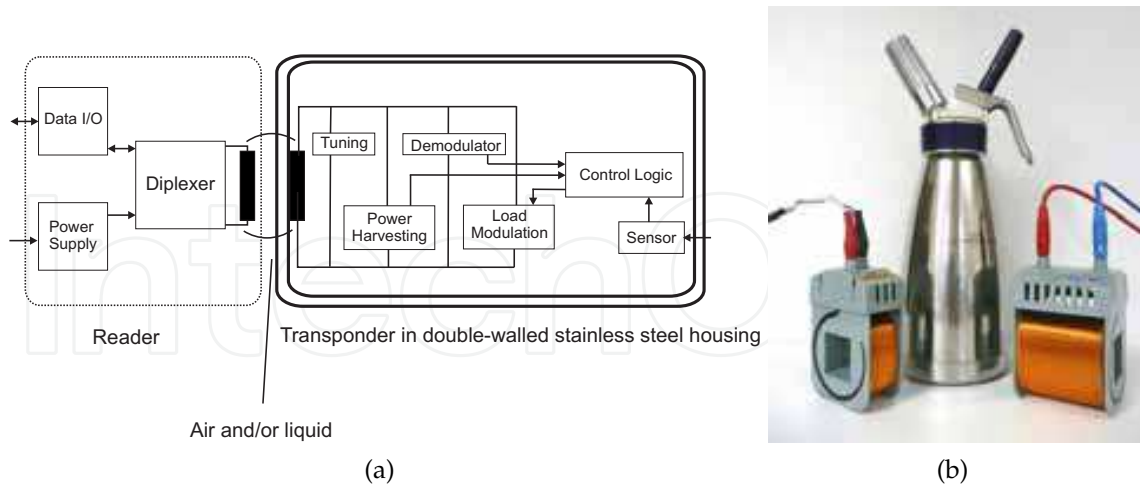 Data I/O
Diplexer
Power
Supply
Reader
Tuning
Demodulator
Control Logic
Power
Harvesting
Load
Modulation
Sensor
Transponder in double-walled stainless steel housing
Air and/or liquid
(a)
(b)